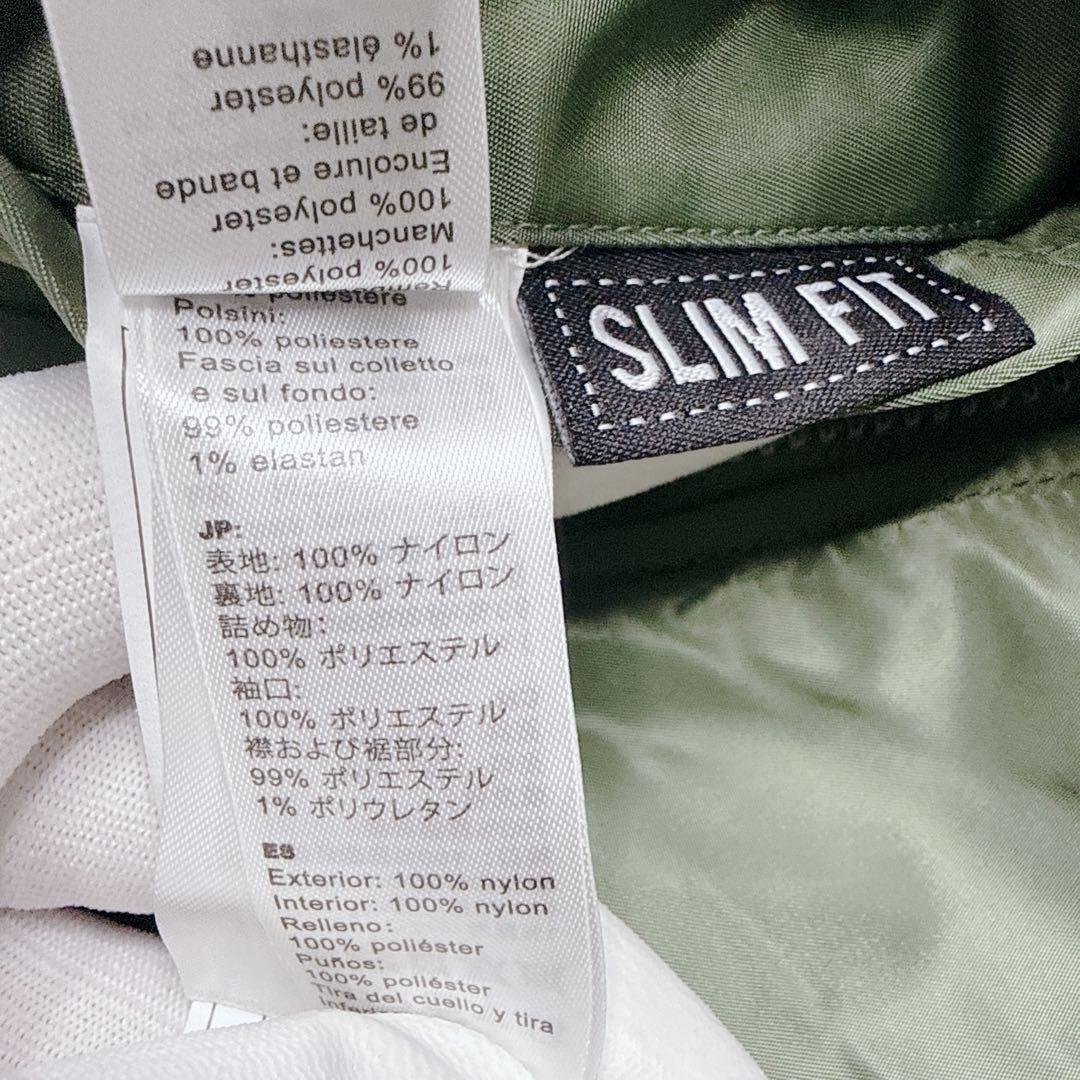 100% polyester
Manchettes:
100% polyester
Encolure et bande
de taille:
99% polyester
1% élasthanne
SLIM FIT
poliestere
Polsini:
100% poliestere
Fascia sul colletto
e sul fondo:
99% poliestere
1% elastan
JP:
表地: 100% ナイロン
裏地: 100% ナイロン
詰め物:
100% ポリエステル
袖口:
100% ポリエステル
襟および裾部分:
99% ポリエステル
1% ポリウレタン
ES
Exterior: 100% nylon
Interior: 100% nylon
Relleno:
100% poliéster
Puños:
100% poliéster
Tira del cuello y tira